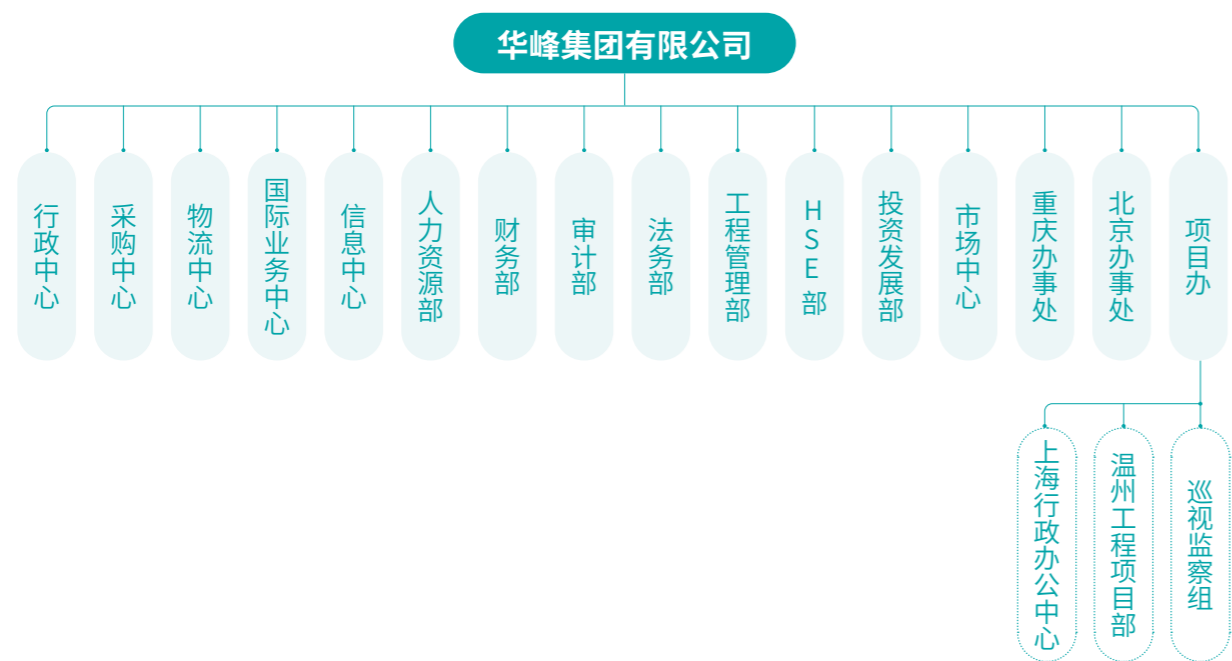 华峰集团有限公司
行政中心
采购中心
物流中心
国际业务中心
信息中心
人力资源部
财务部
审计部
法务部
工程管理部
HSE部
投资发展部
市场中心
重庆办事处
北京办事处
项目办
上海行政办公中心
温州工程项目部
巡视监察组